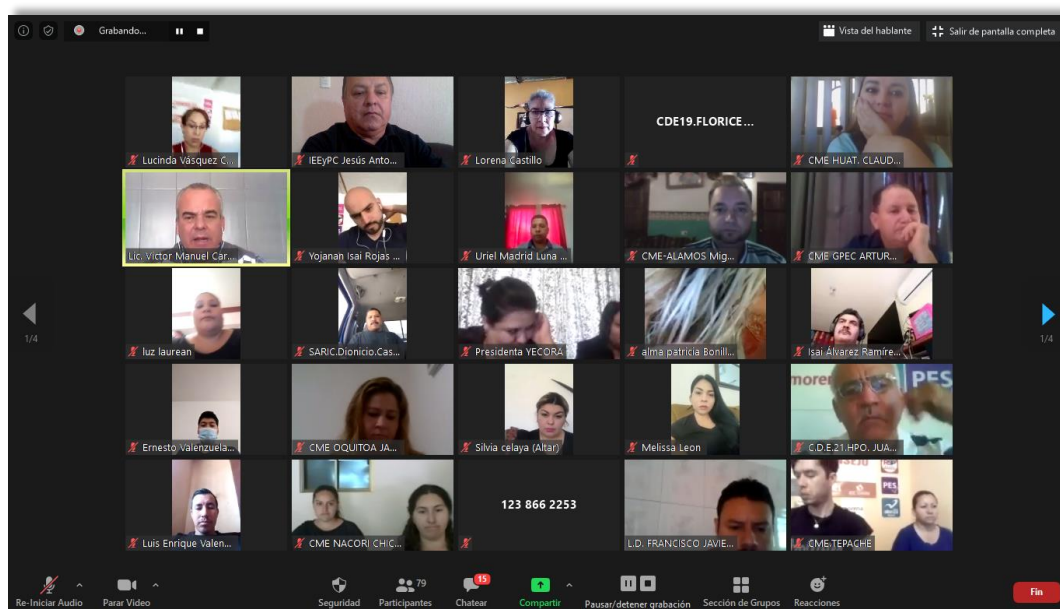 Grabando...
Vista del hablante
Salir de pantalla completa
Lucinda Vásquez C...
IEEyPC Jesús Anto...
Lorena Castillo
CDE19.FLORICE...
CME HUAT. CLAUD...
Lic. Victor Manuel Car...
Yojanan Isai Rojas ...
Uriel Madrid Luna ...
CME-ALAMOS Mig...
CME GPEC ARTUR...
1/4
luz laurean
SARIC.Dionicio.Cas...
Presidenta YECORA
alma patricia Bonill...
Isai Álvarez Ramíre...
1/4
Ernesto Valenzuela...
CME OQUITOA JA...
Silvia celaya (Altar)
Melissa Leon
morena
PES
C.D.E.21.HPO. JUA...
Luis Enrique Valen...
CME NACORI CHIC...
123 866 2253
L.D. FRANCISCO JAVIE...
PES
CME TEPACHE
Re-Iniciar Audio
Parar Video
Seguridad
79
Participantes
15
Chatear
Compartir
Pausar/detener grabación
Sección de Grupos
Reacciones
Fin